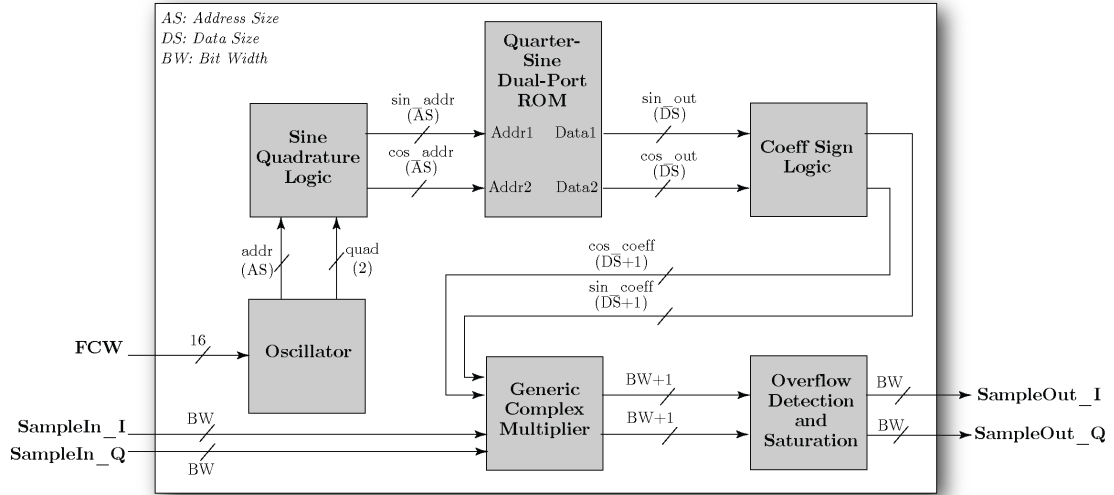 AS: Address Size
DS: Data Size
BW: Bit Width
Quarter-
Sine
Dual-Port
ROM
Addr1
Data1
Addr2
Data2
sin_addr
(AS)
cos_addr
(AS)
sin_out
(DS)
cos_out
(DS)
Sine
Quadrature
Logic
Coeff Sign
Logic
addr
(AS)
quad
(2)
cos_coeff
(DS+1)
sin_coeff
(DS+1)
FCW
16
Oscillator
Generic
Complex
Multiplier
BW+1
BW+1
Overflow
Detection
and
Saturation
BW
SampleOut_I
BW
SampleOut_Q
SampleIn_I
BW
SampleIn_Q
BW